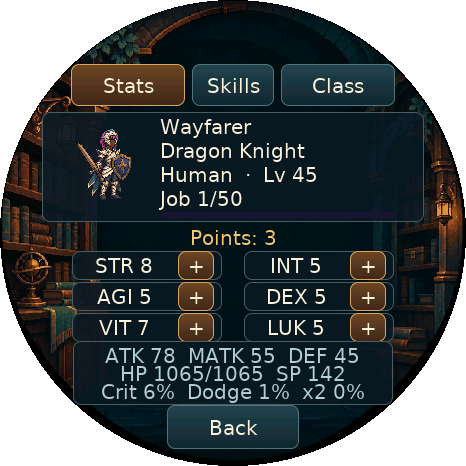 Stats Skills Class
Wayfarer
Dragon Knight
Human · Lv 45
Job 1/50
Points: 3
STR 8 + INT 5 +
AGI 5 + DEX 5 +
VIT 7 + LUK 5 +
ATK 78 MATK 55 DEF 45
HP 1065/1065 SP 142
Crit 6% Dodge 1% x2 0%
Back